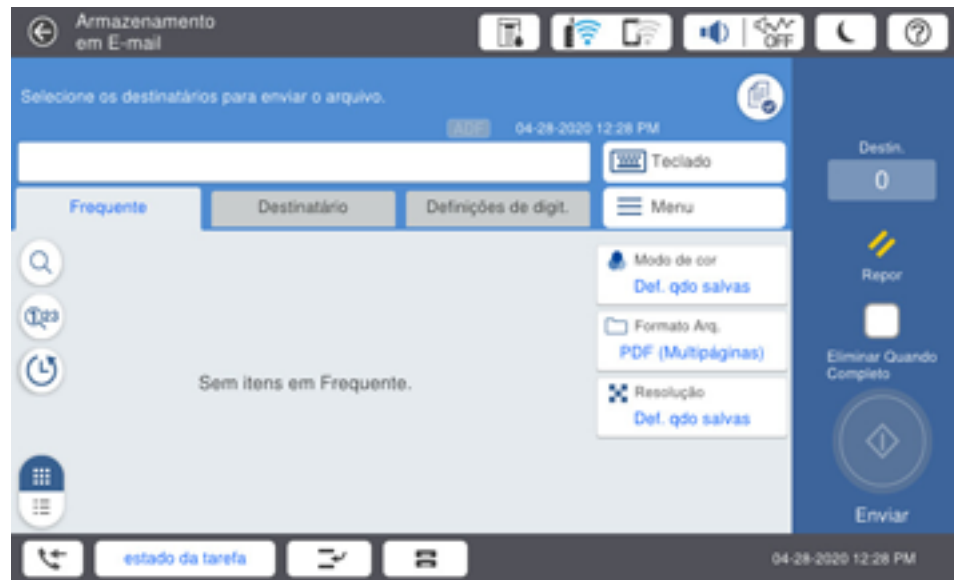 Armazenamento
em E-mail
OFF
Selecione os destinatários para enviar o arquivo.
ADF 04-28-2020 12:28 PM
Teclado
Destin.
0
Frequente Destinatário Definições de digit. Menu
Modo de cor
Def. qdo salvas
Repor
123
Formato Arq.
PDF (Multipáginas)
Eliminar Quando
Completo
Sem itens em Frequente.
Resolução
Def. qdo salvas
Enviar
estado da tarefa
04-28-2020 12:28 PM